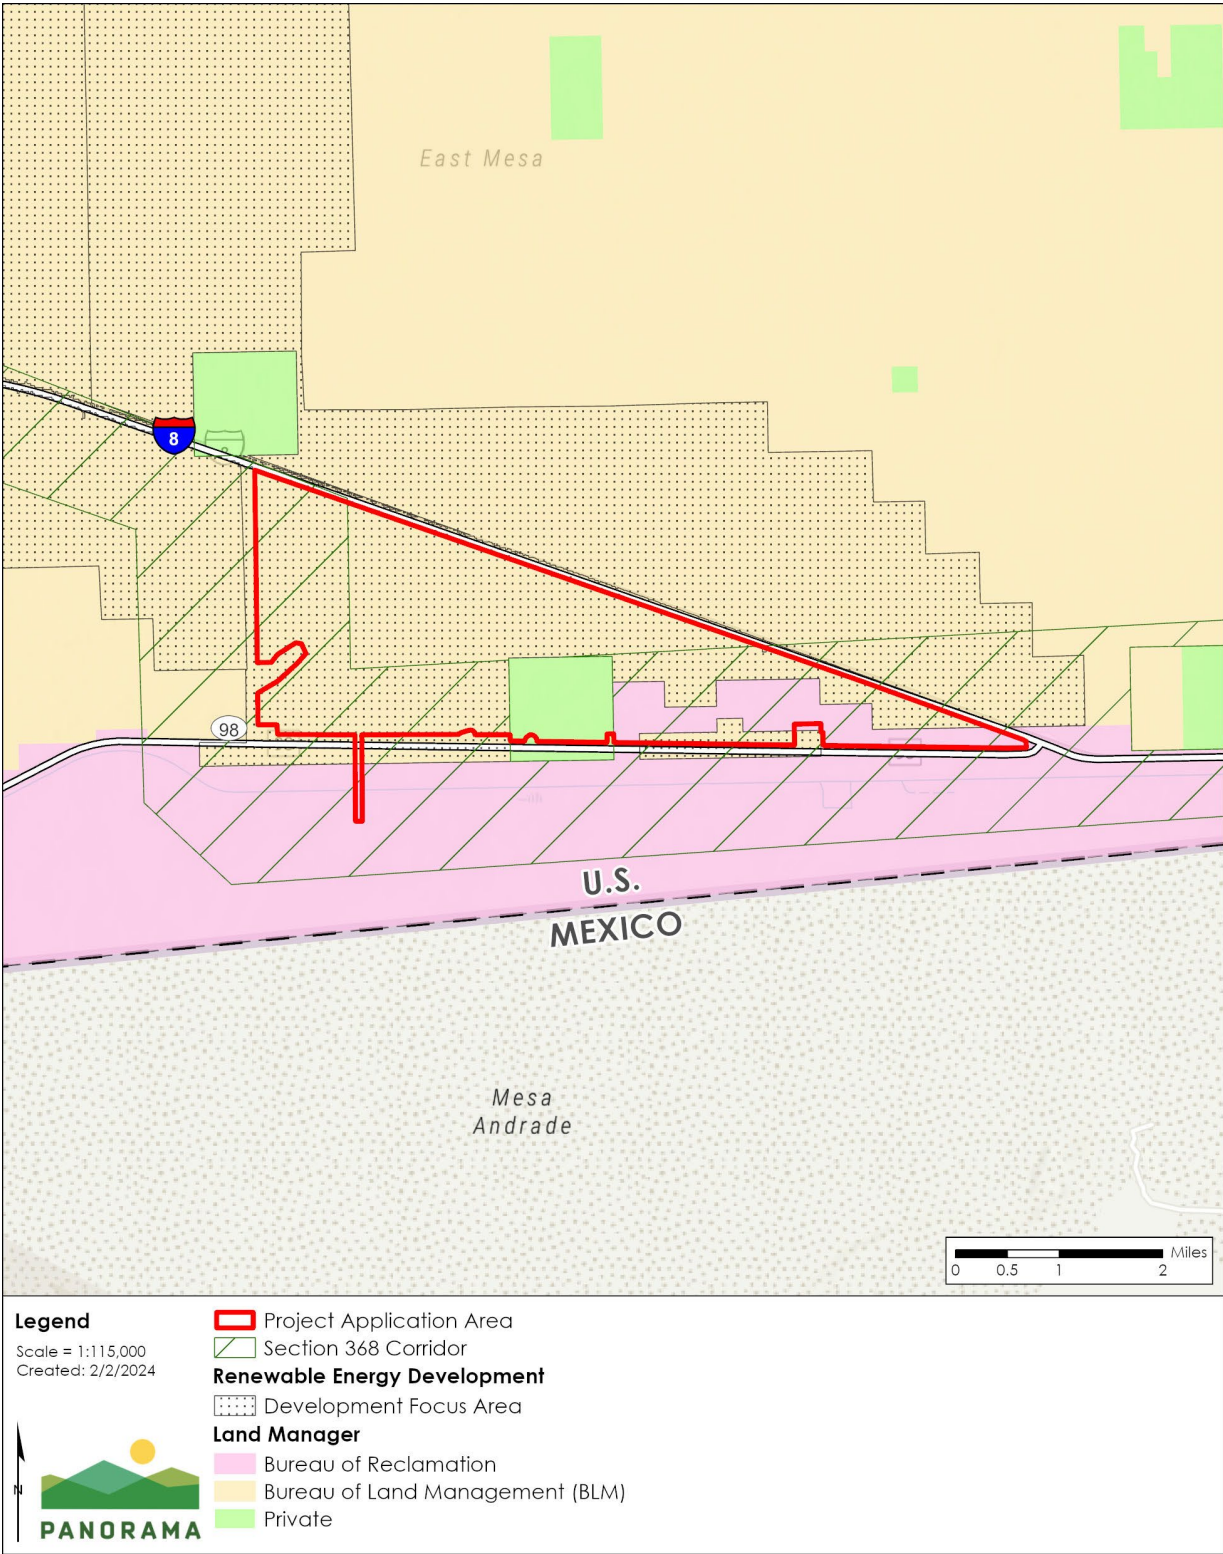 East Mesa
8
98
U.S.
MEXICO
Mesa
Andrade
Miles
0 0.5 1 2
Legend
Scale = 1:115,000
Created: 2/2/2024
Project Application Area
Section 368 Corridor
Renewable Energy Development
Development Focus Area
Land Manager
Bureau of Reclamation
Bureau of Land Management (BLM)
Private
N
PANORAMA